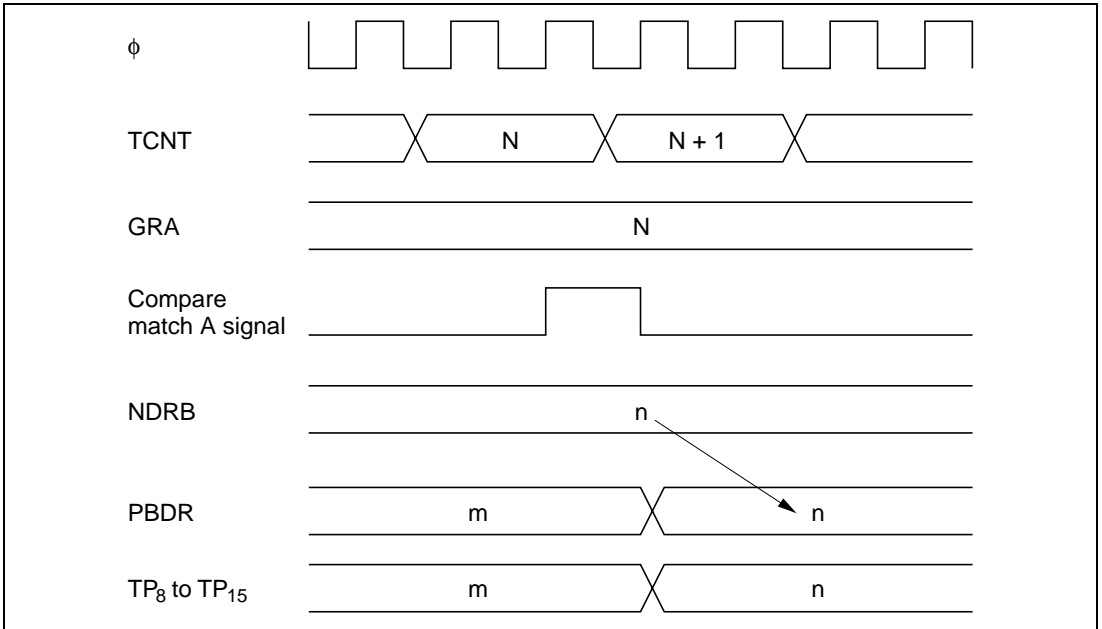 ϕ
TCNT N N + 1
GRA N
Compare
match A signal
NDRB n
PBDR m n
TP₈ to TP₁₅ m n